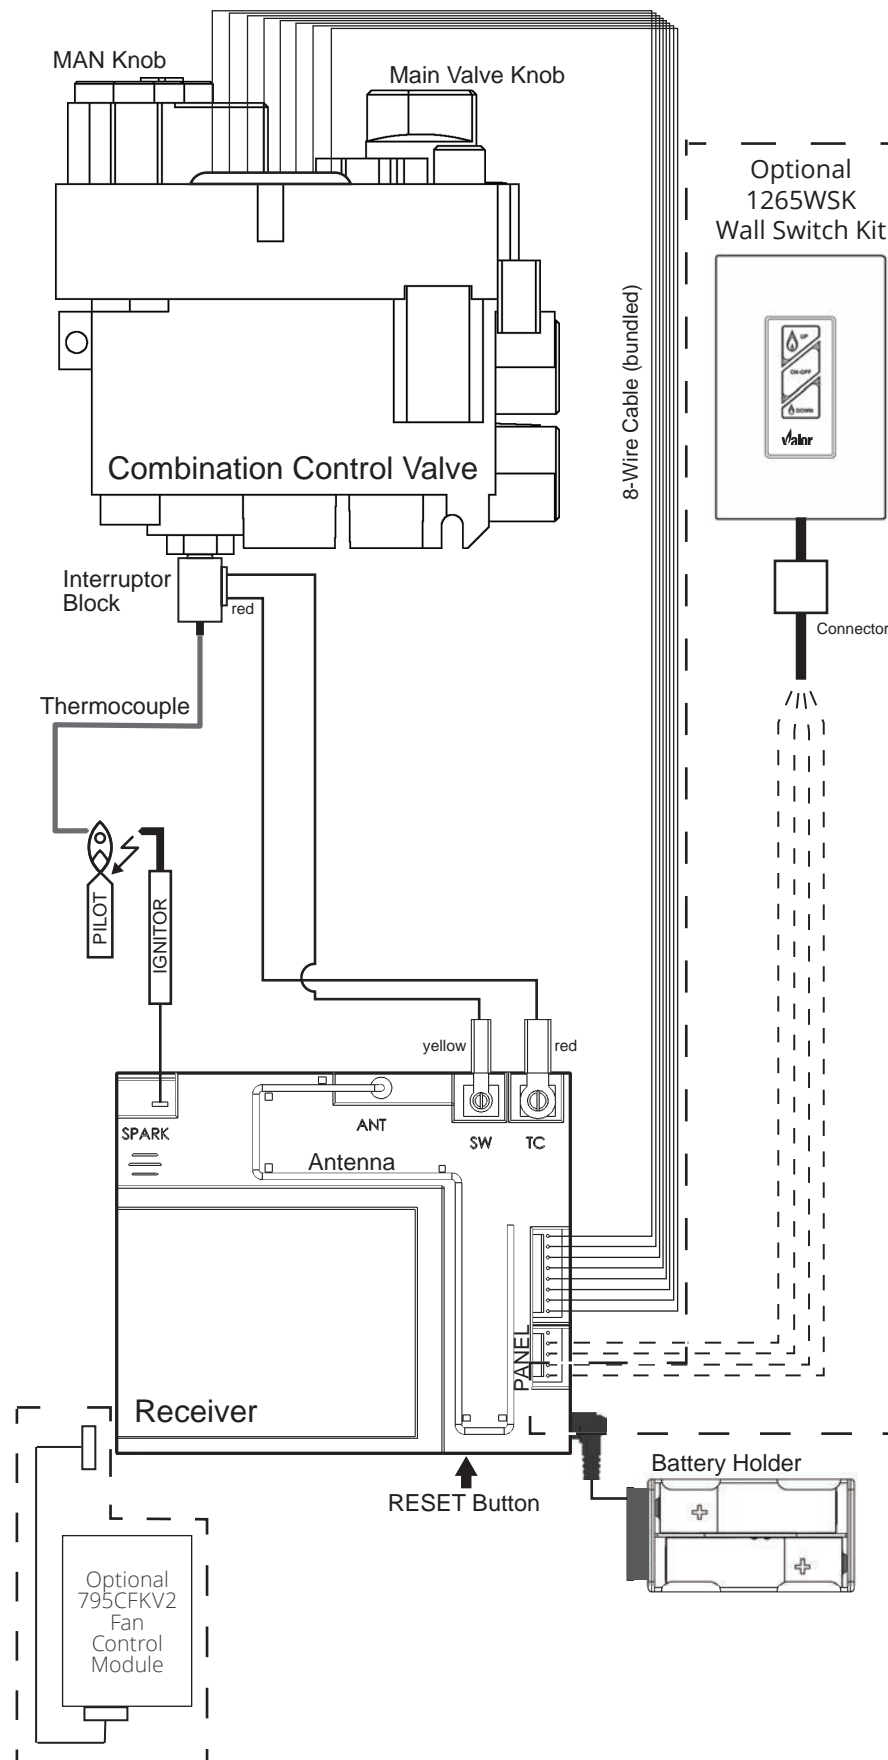 MAN Knob
Main Valve Knob
Optional
1265WSK
Wall Switch Kit
8-Wire Cable (bundled)
UP
ON-OFF
DOWN
Valor
Combination Control Valve
Interruptor
Block
red
Connector
Thermocouple
PILOT
IGNITOR
yellow
red
SPARK
ANT
SW
TC
Antenna
PANEL
Receiver
Battery Holder
RESET Button
+
+
Optional
795CFKV2
Fan
Control
Module